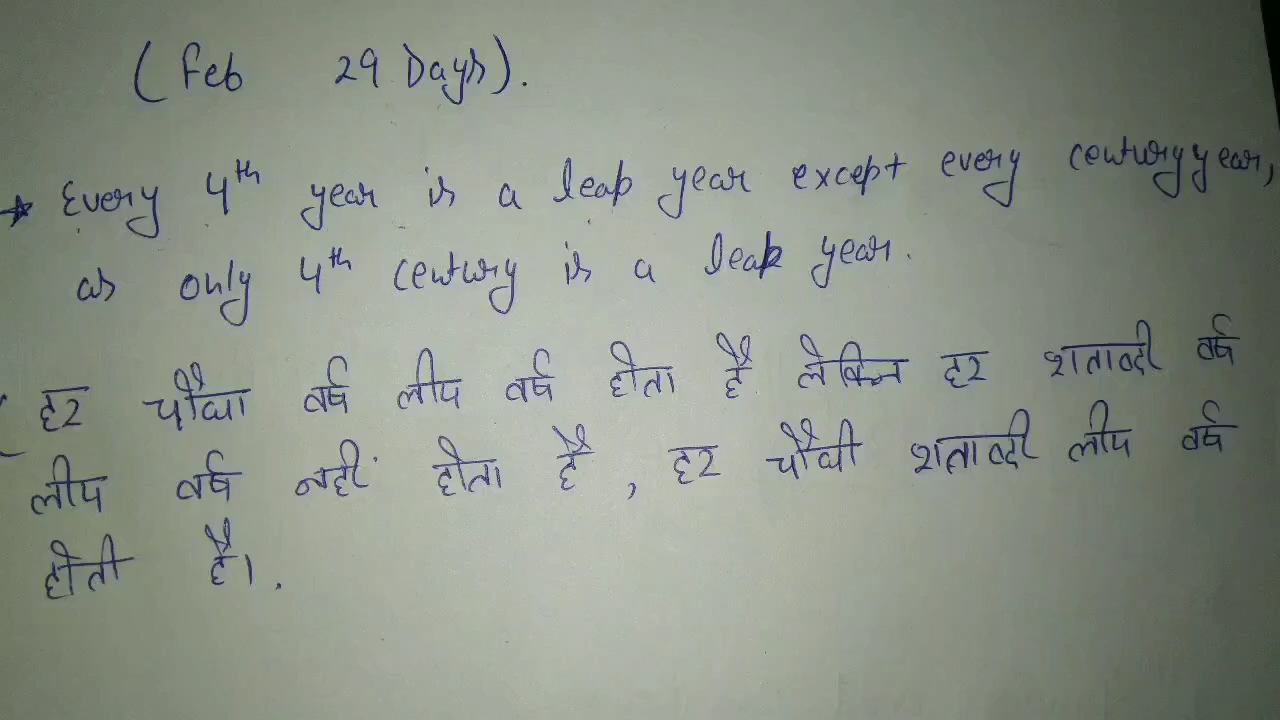 (Feb 29 Days).
★ Every 4th year is a leap year except every century year,
as only 4th century is a leap year.
( हर चौथा वर्ष लीप वर्ष होता है लेकिन हर शताब्दी वर्ष
लीप वर्ष नहीं होता है, हर चौथी शताब्दी लीप वर्ष
होती है।.